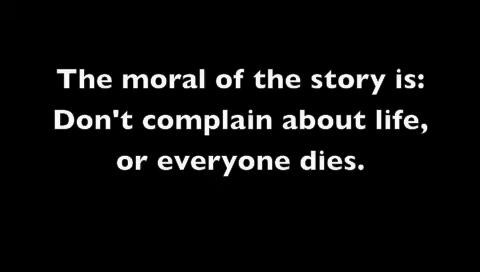 The moral of the story is:
Don't complain about life,
or everyone dies.